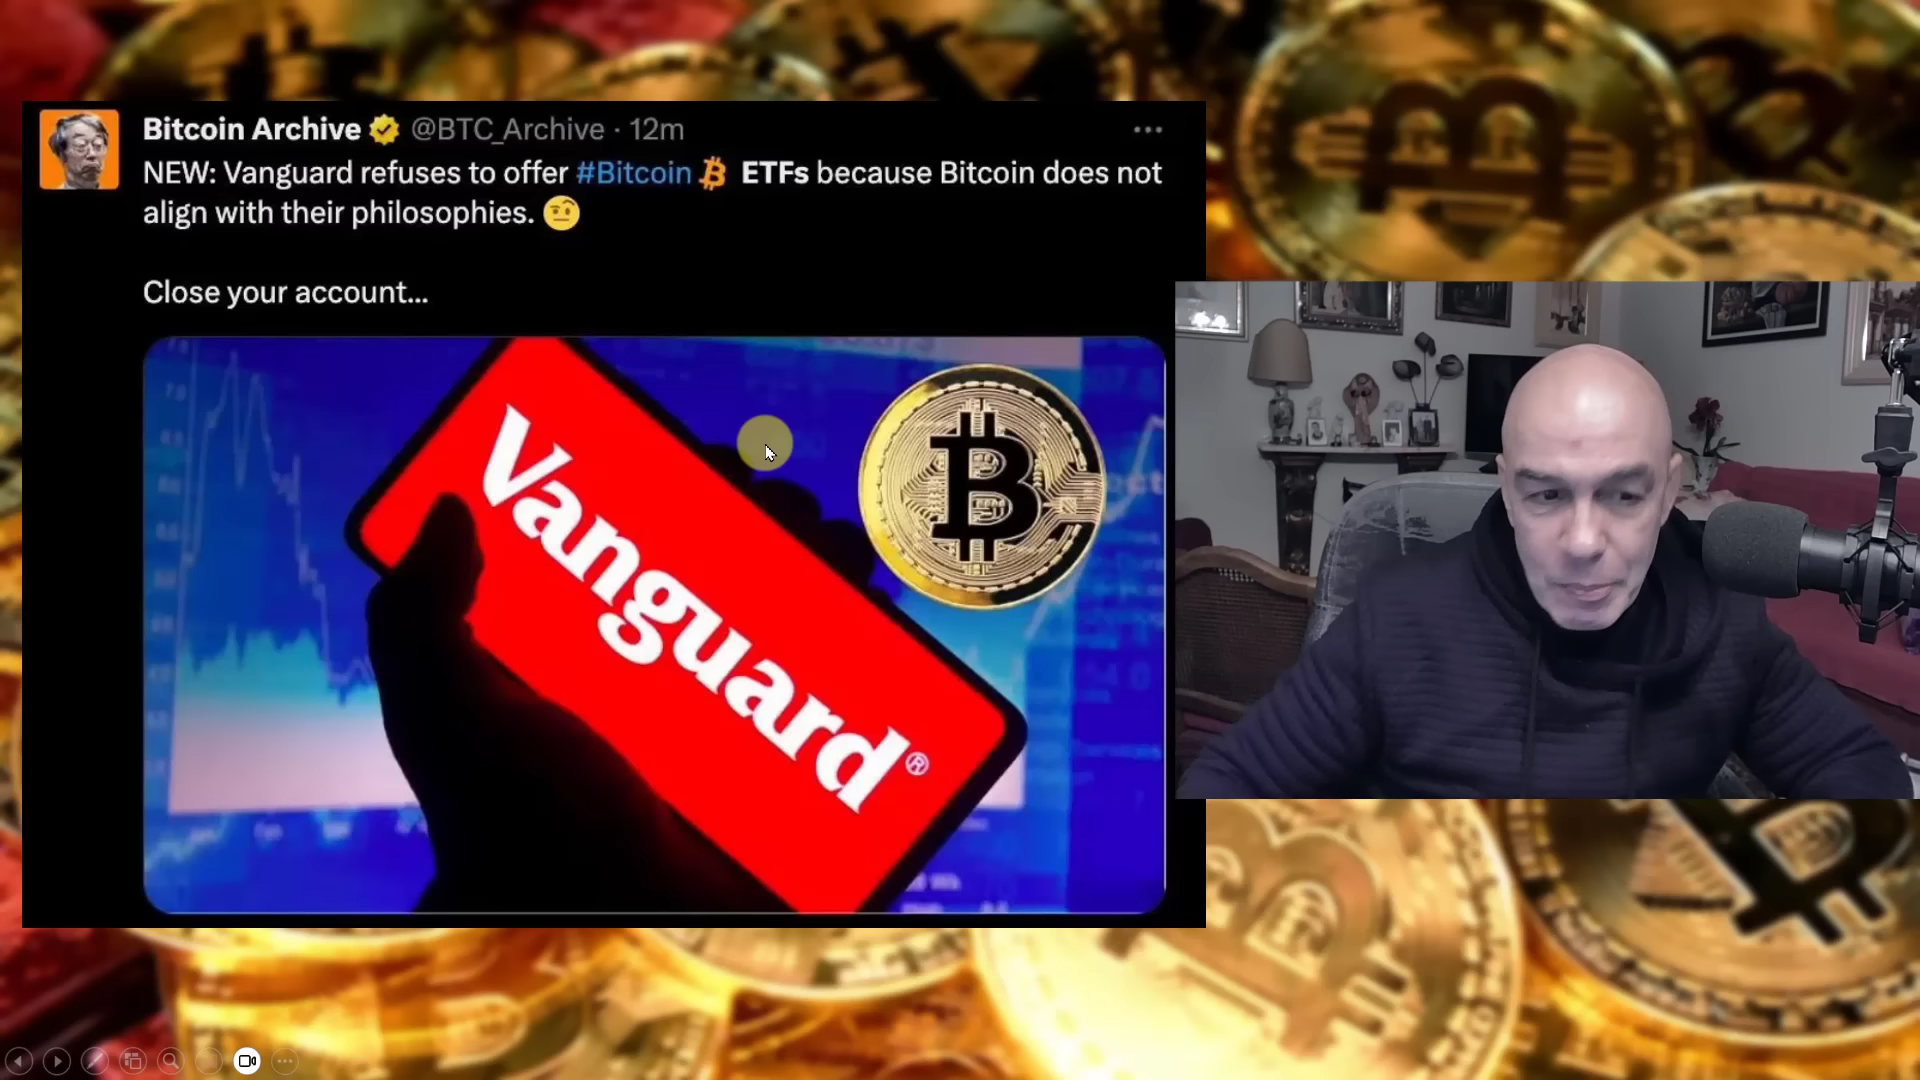 Bitcoin Archive @BTC_Archive · 12m
NEW: Vanguard refuses to offer #Bitcoin ETFs because Bitcoin does not
align with their philosophies. 🤨
Close your account...
Vanguard®